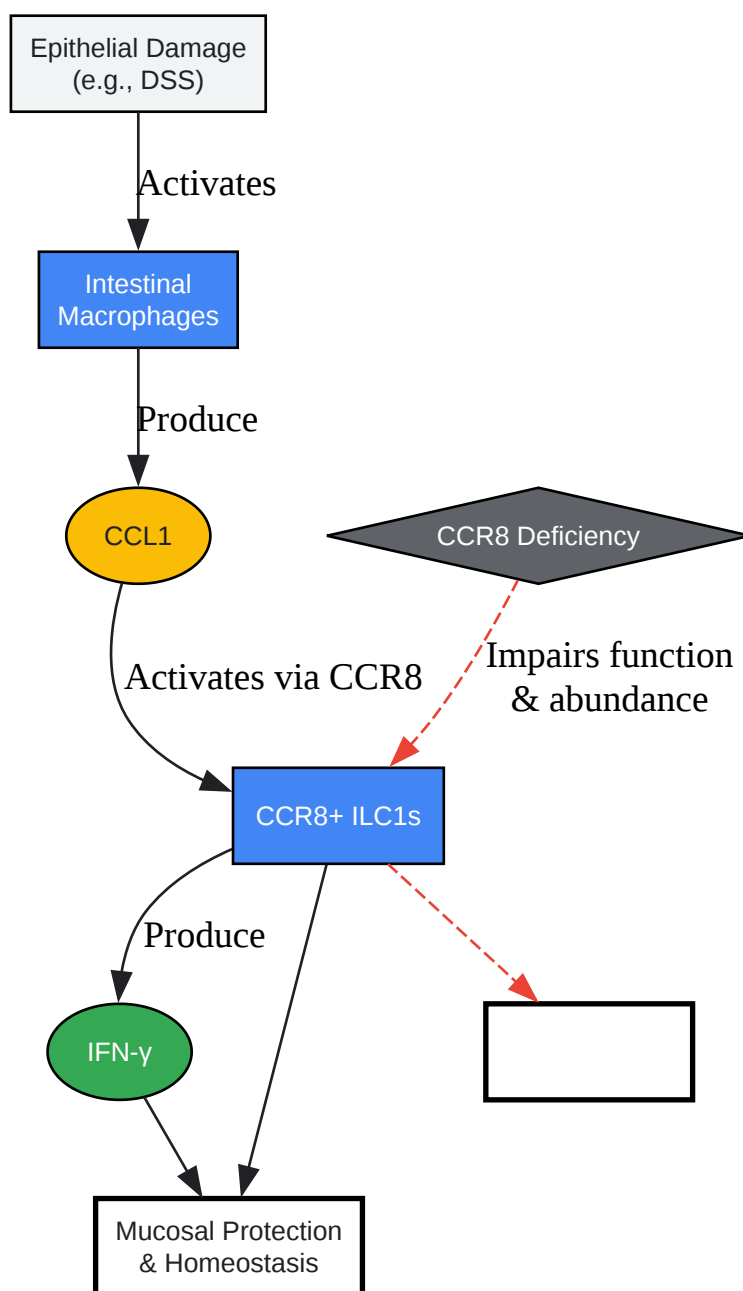 Epithelial Damage
(e.g., DSS)
Activates
Intestinal
Macrophages
Produce
CCL1
CCR8 Deficiency
Activates via CCR8
Impairs function
& abundance
CCR8+ ILC1s
Produce
IFN-γ
Mucosal Protection
& Homeostasis